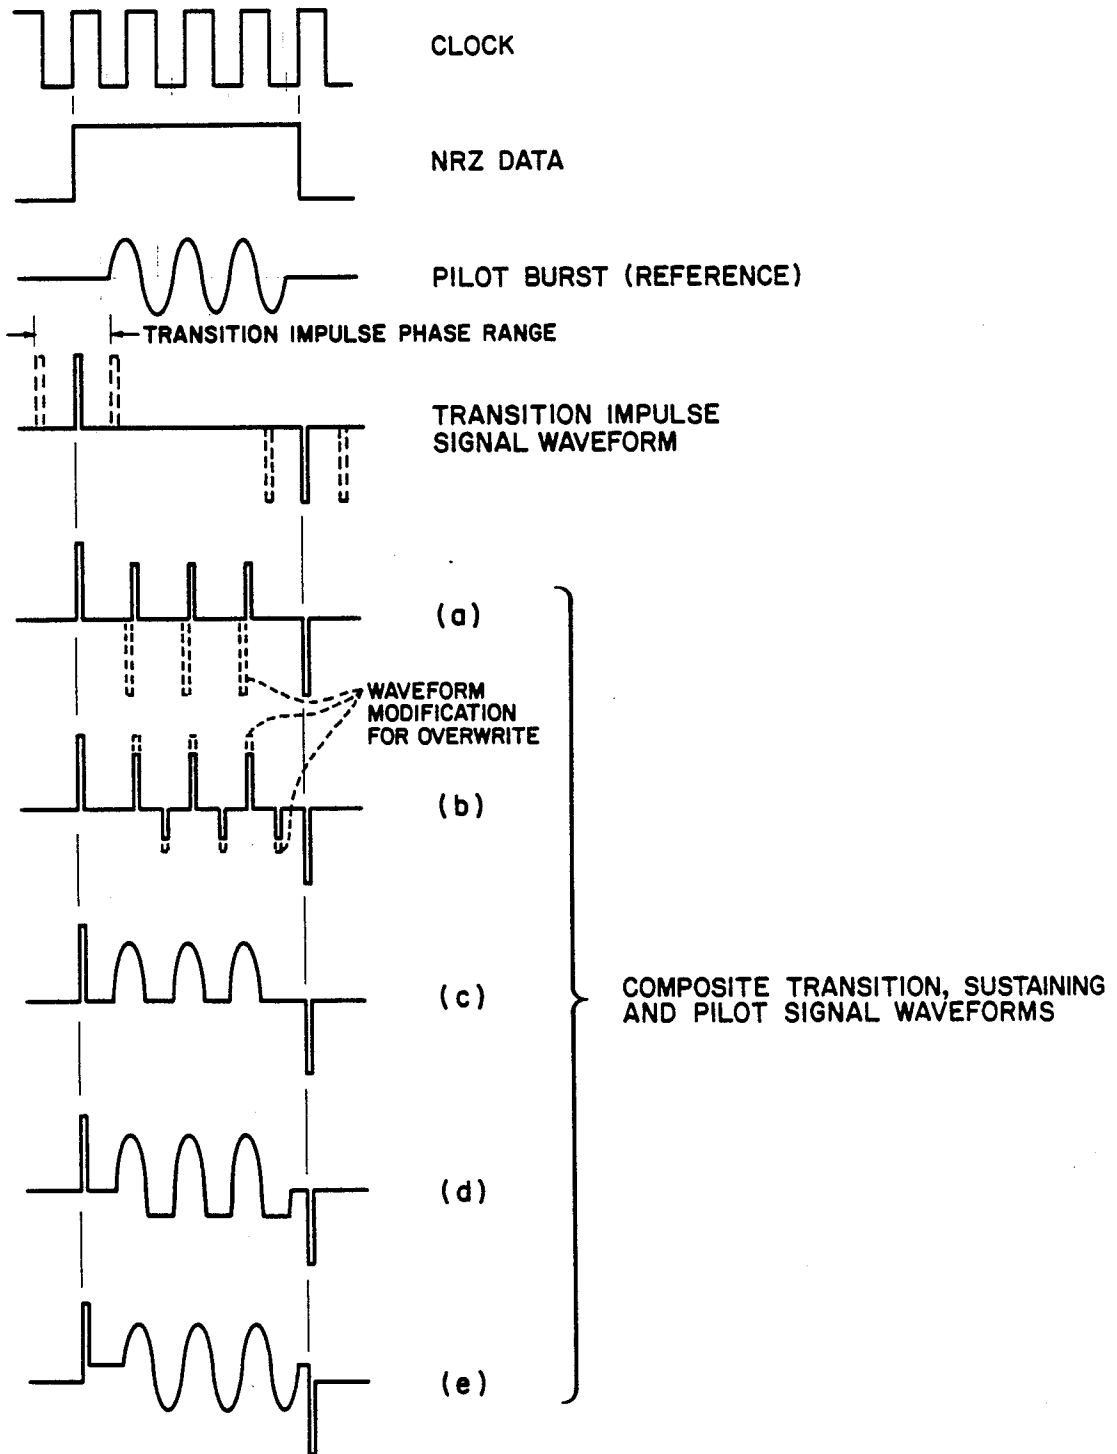 CLOCK
NRZ DATA
PILOT BURST (REFERENCE)
TRANSITION IMPULSE PHASE RANGE
TRANSITION IMPULSE
SIGNAL WAVEFORM
(a)
WAVEFORM
MODIFICATION
FOR OVERWRITE
(b)
(c)
COMPOSITE TRANSITION, SUSTAINING
AND PILOT SIGNAL WAVEFORMS
(d)
(e)